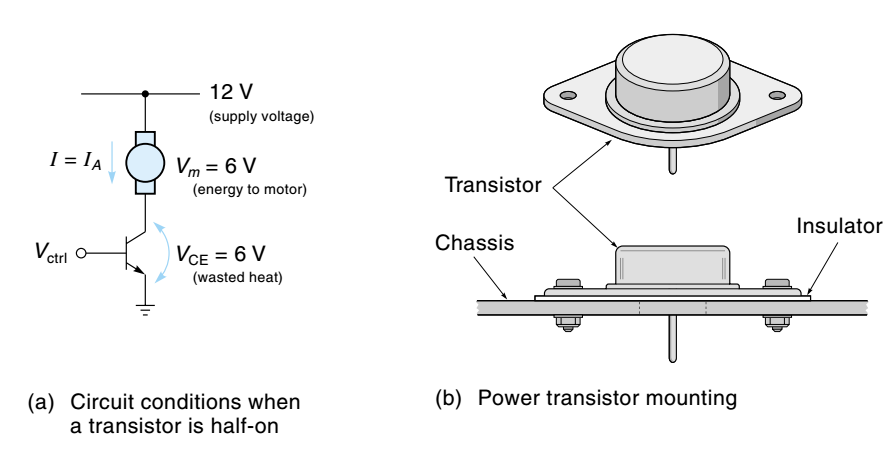 12 V
(supply voltage)
I = I_A
V_m = 6 V
(energy to motor)
V_ctrl
V_CE = 6 V
(wasted heat)
Transistor
Chassis
Insulator
(a) Circuit conditions when
a transistor is half-on
(b) Power transistor mounting